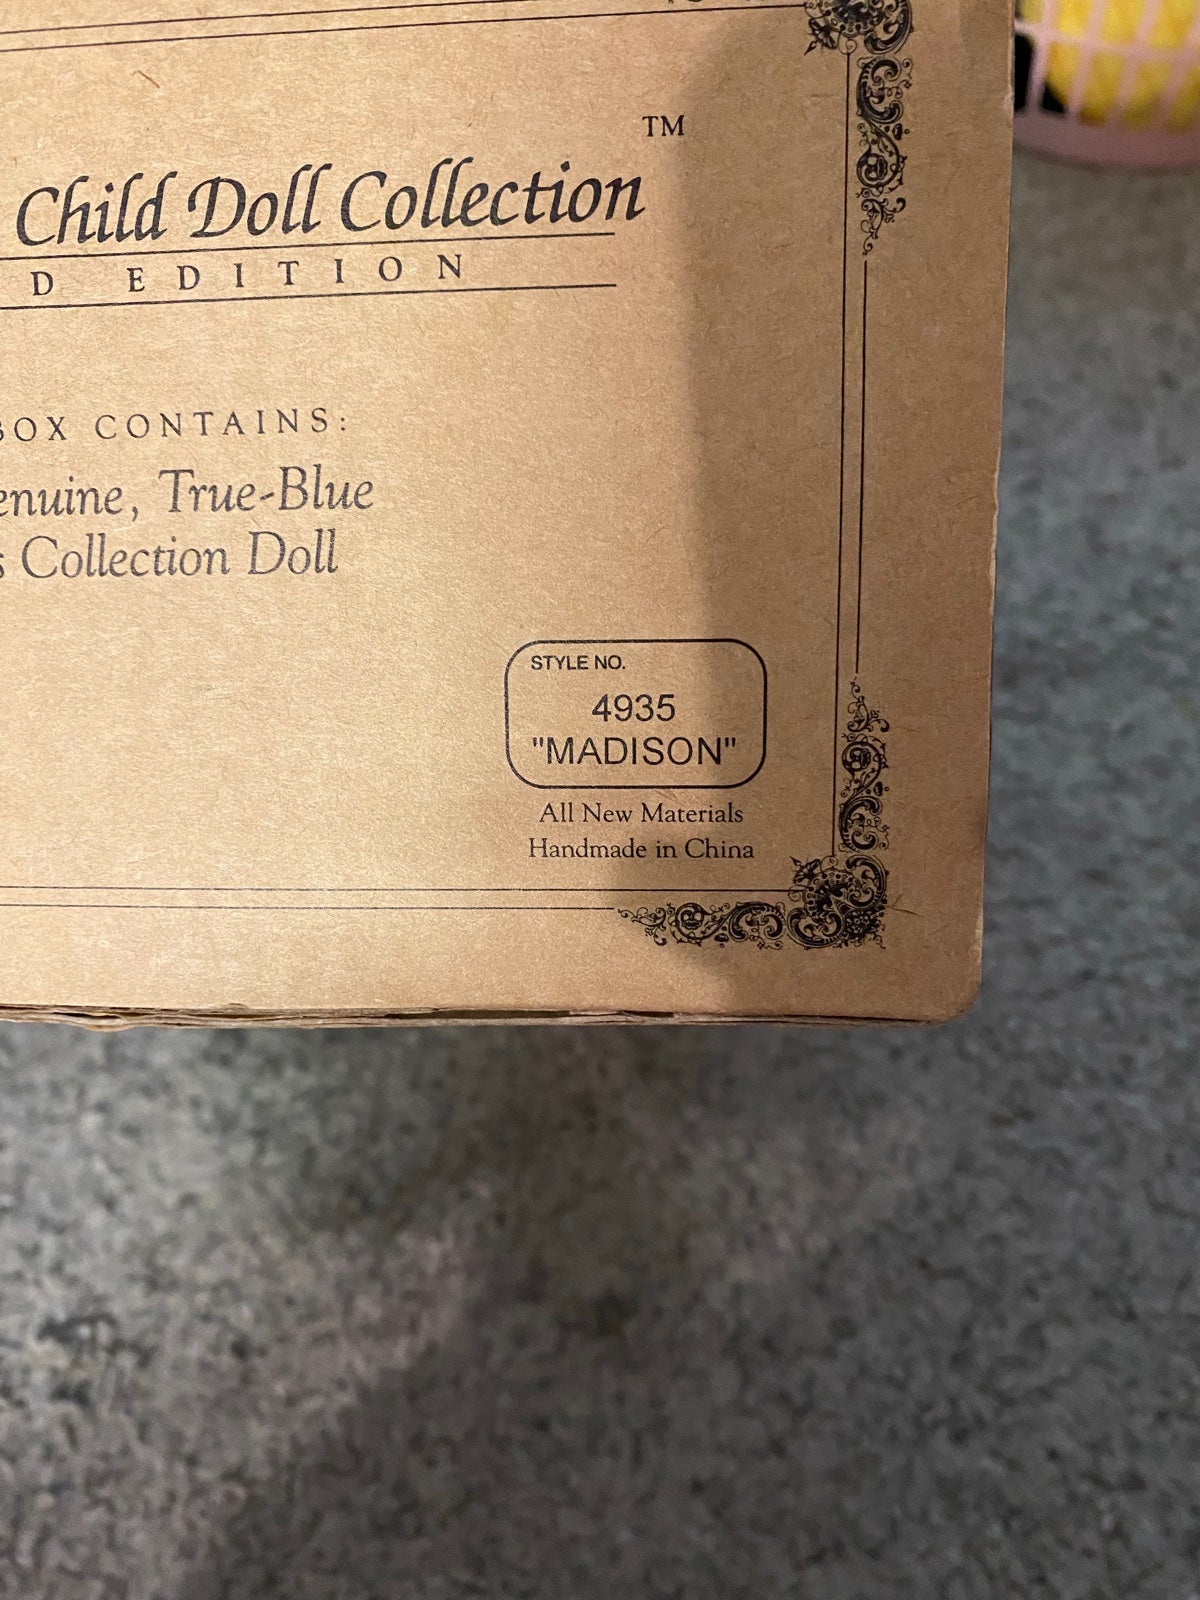 TM
Child Doll Collection
D EDITION
BOX CONTAINS:
enuine, True-Blue
s Collection Doll
STYLE NO.
4935
"MADISON"
All New Materials
Handmade in China